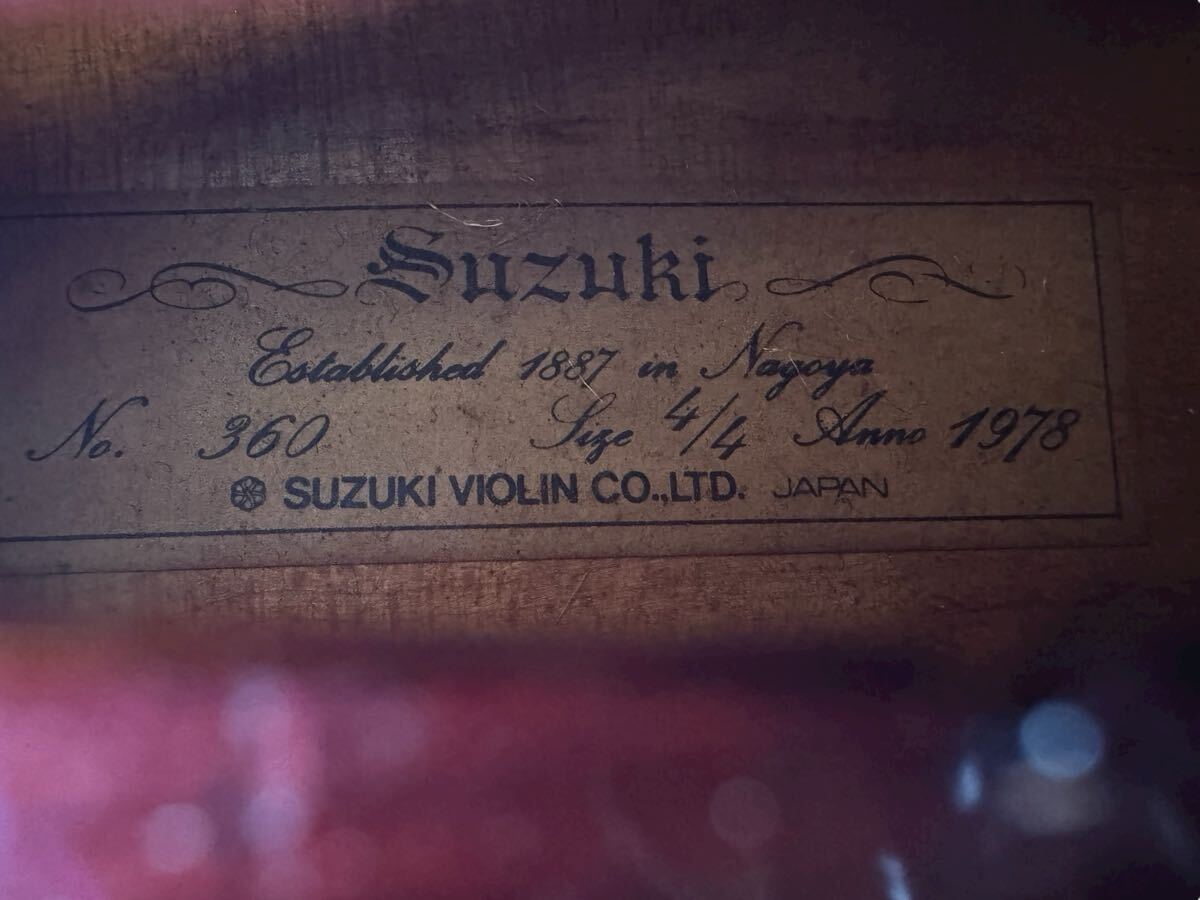 Suzuki
Established 1887 in Nagoya
No. 360 Size 4/4 Anno 1978
SUZUKI VIOLIN CO.,LTD. JAPAN